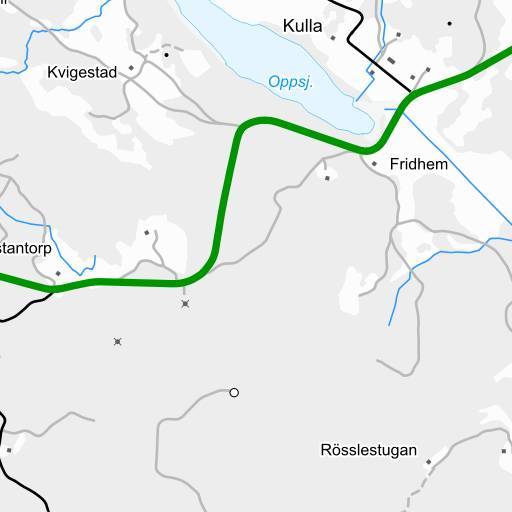 Kulla
Kvigestad
Oppsj.
Fridhem
stantorp
Rösslestugan